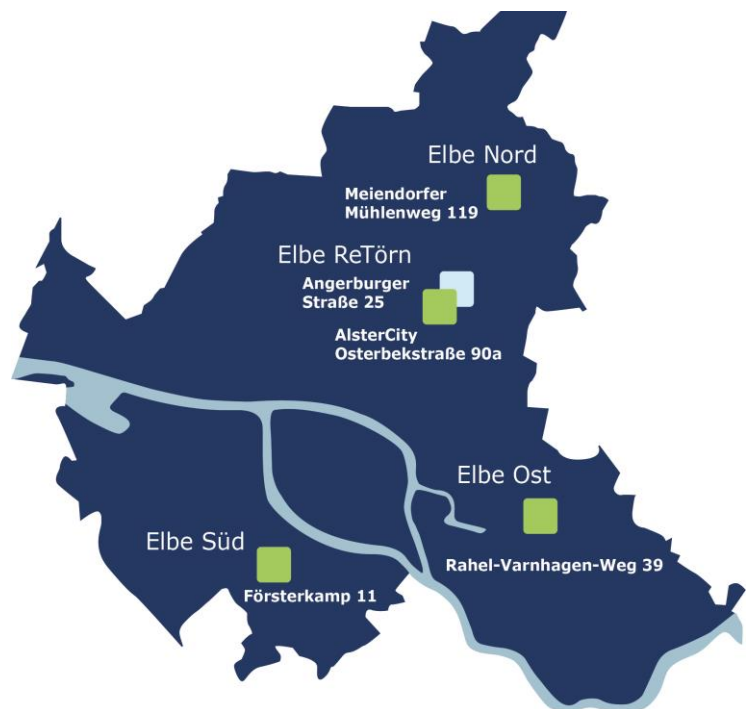 Elbe Nord
Meiendorfer
Mühlenweg 119
Elbe ReTörn
Angerburger
Straße 25
AlsterCity
Osterbekstraße 90a
Elbe Ost
Rahel-Varnhagen-Weg 39
Elbe Süd
Försterkamp 11